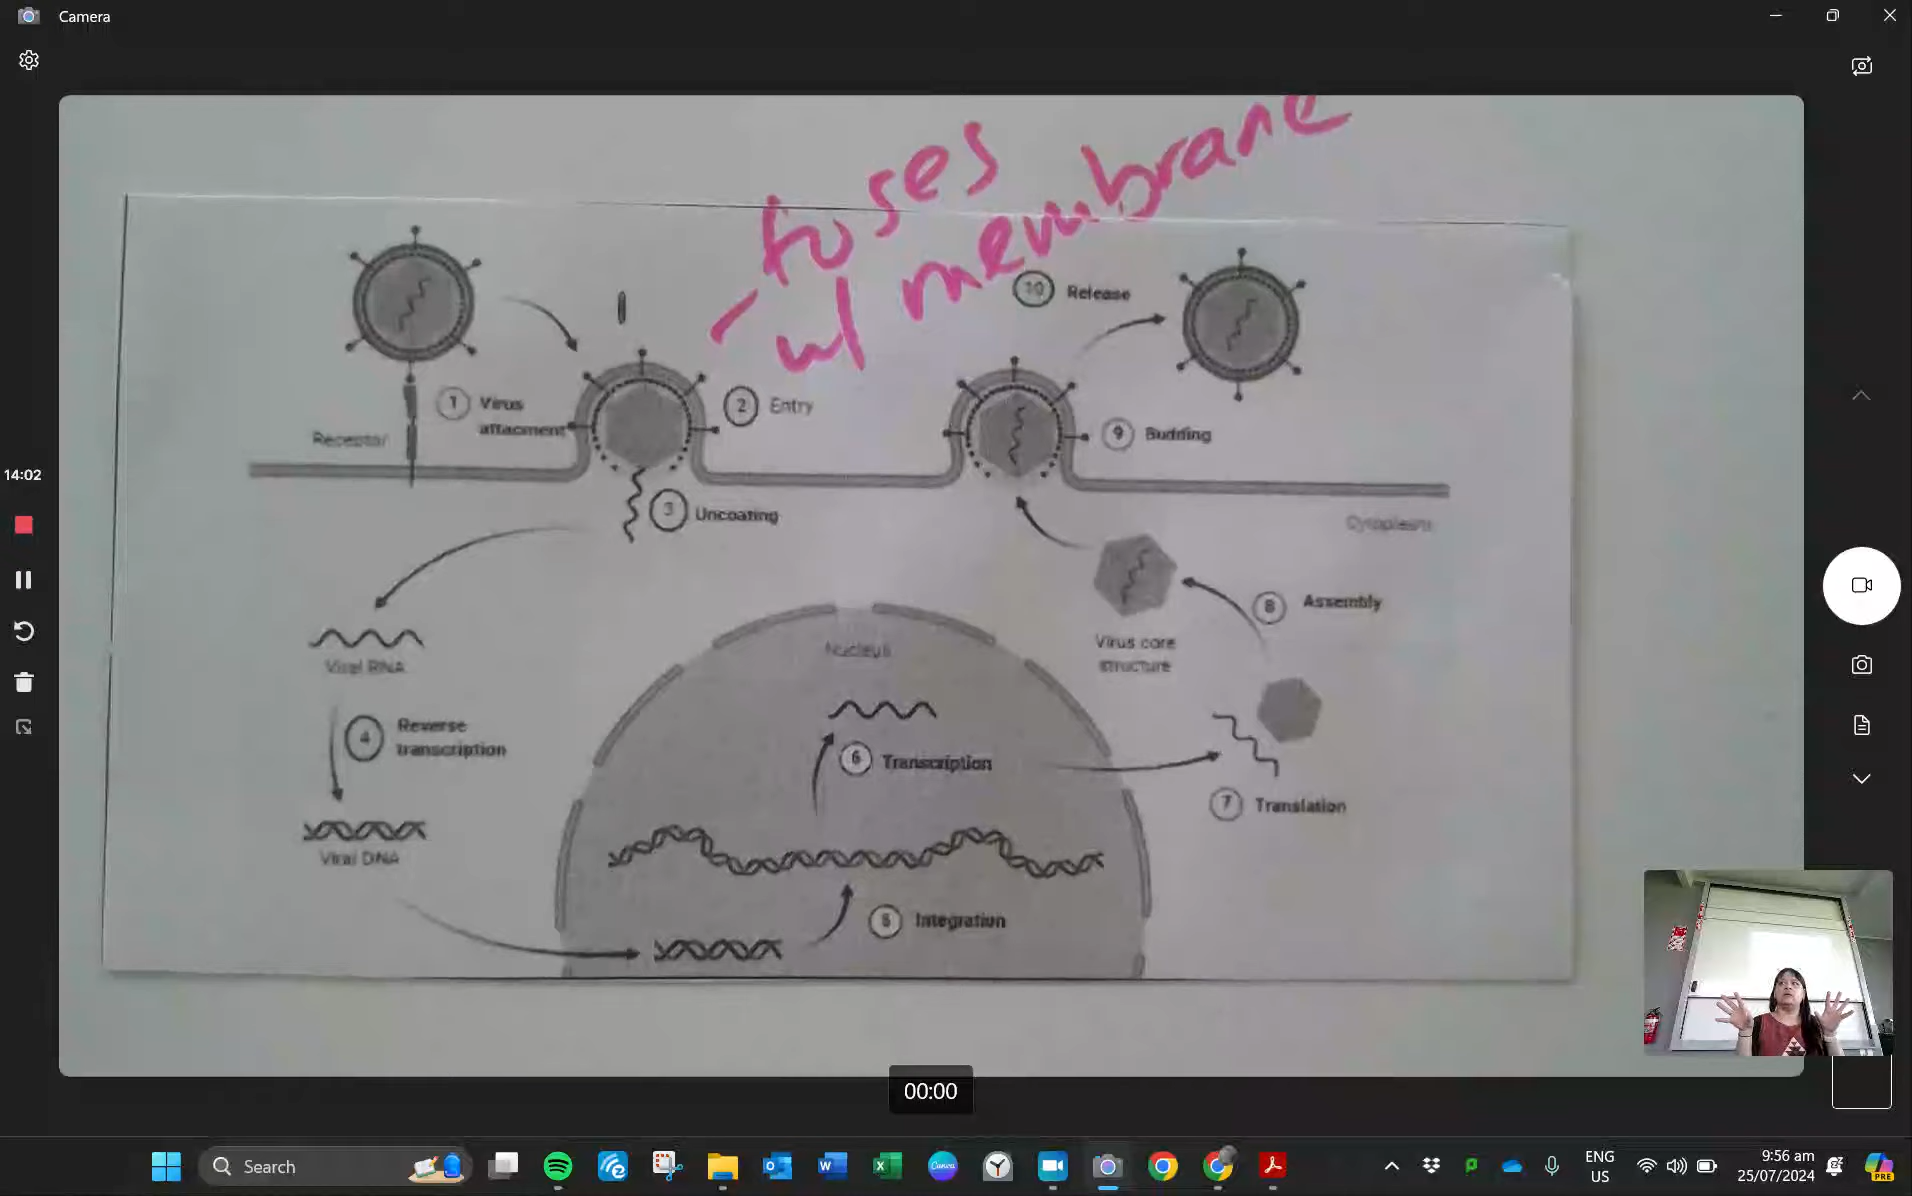 Camera
fuses
w/ membrane
10 Release
1 Virus
attacment
2 Entry
Receptor
9 Budding
3 Uncoating
Cytoplasm
8 Assembly
Viral RNA
Nucleus
Virus core
structure
4 Reverse
transcription
6 Transcription
7 Translation
Viral DNA
5 Integration
14:02
00:00
Search
ENG
US
9:56 am
25/07/2024
PRE